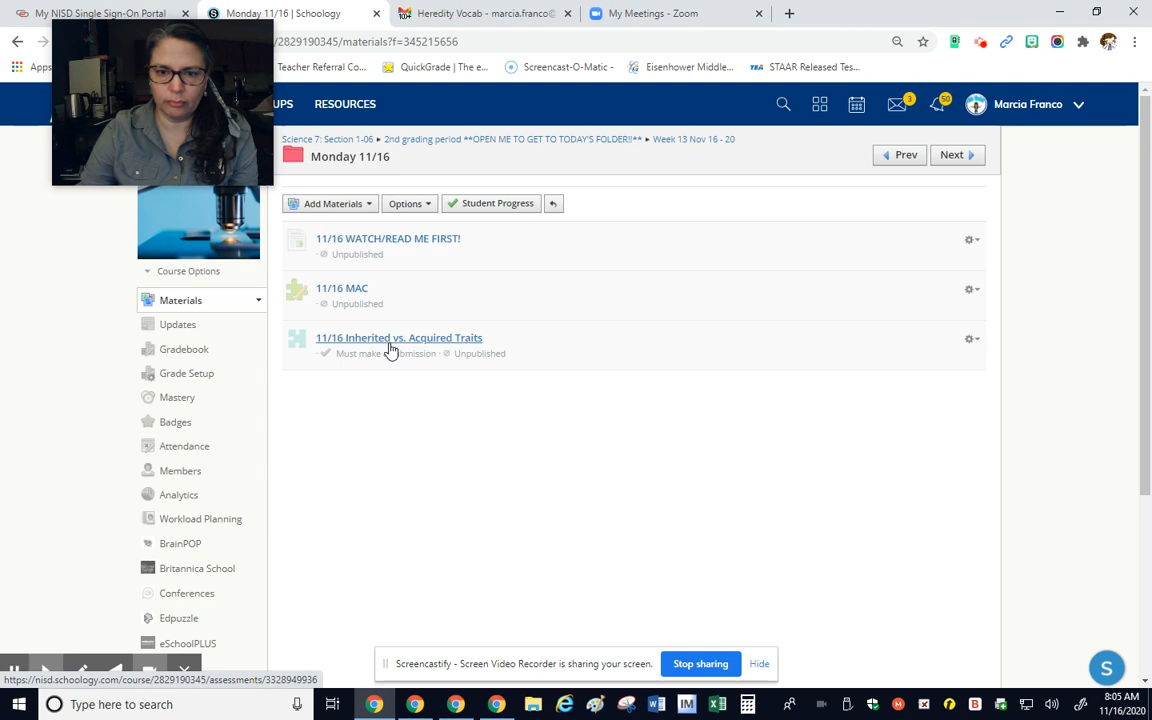 My NISD Single Sign-On Portal
Monday 11/16 | Schoology
Heredity Vocab - marcia.franco@
My Meetings - Zoom
/2829190345/materials?f=345215656
Apps
Teacher Referral Co...
QuickGrade | The e...
Screencast-O-Matic -
Eisenhower Middle...
TEA
STAAR Released Tes...
UPS
RESOURCES
3
50
Marcia Franco
Science 7: Section 1-06 ▸ 2nd grading period **OPEN ME TO GET TO TODAY'S FOLDER!!** ▸ Week 13 Nov 16 - 20
Monday 11/16
Prev
Next
Add Materials
Options
Student Progress
11/16 WATCH/READ ME FIRST!
· Unpublished
11/16 MAC
· Unpublished
11/16 Inherited vs. Acquired Traits
· Must make submission · Unpublished
Course Options
Materials
Updates
Gradebook
Grade Setup
Mastery
Badges
Attendance
Members
Analytics
Workload Planning
BrainPOP
Britannica School
Conferences
Edpuzzle
eSchoolPLUS
Screencastify - Screen Video Recorder is sharing your screen.
Stop sharing
Hide
S
https://nisd.schoology.com/course/2829190345/assessments/3328949936
Type here to search
IM
8:05 AM
11/16/2020